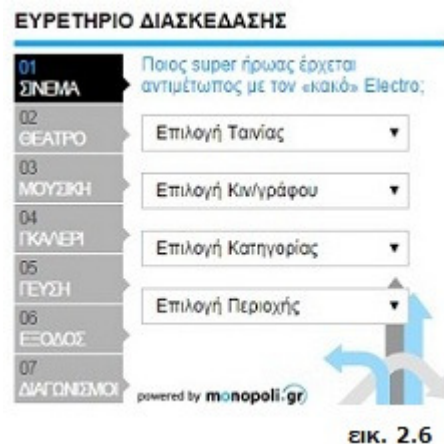 ΕΥΡΕΤΗΡΙΟ ΔΙΑΣΚΕΔΑΣΗΣ
01
ΣΙΝΕΜΑ
Ποιος super ήρωας έρχεται
αντιμέτωπος με τον «κακό» Electro;
02
ΘΕΑΤΡΟ
Επιλογή Ταινίας
03
ΜΟΥΣΙΚΗ
Επιλογή Κιν/γράφου
04
ΓΚΑΛΕΡΙ
Επιλογή Κατηγορίας
05
ΓΕΥΣΗ
Επιλογή Περιοχής
06
ΕΞΟΔΟΣ
07
ΔΙΑΓΩΝΙΣΜΟΙ
powered by monopoli.gr
εικ. 2.6